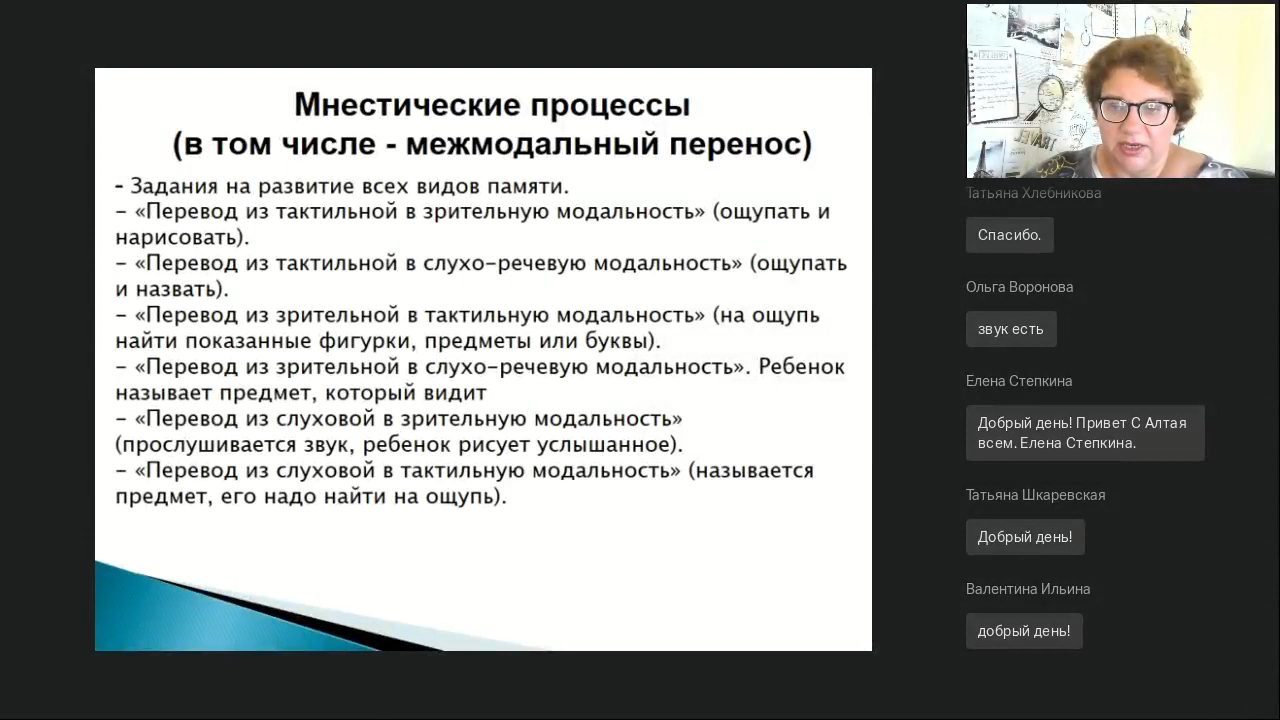 Мнестические процессы
(в том числе - межмодальный перенос)
- Задания на развитие всех видов памяти.
– «Перевод из тактильной в зрительную модальность» (ощупать и
нарисовать).
– «Перевод из тактильной в слухо–речевую модальность» (ощупать
и назвать).
– «Перевод из зрительной в тактильную модальность» (на ощупь
найти показанные фигурки, предметы или буквы).
– «Перевод из зрительной в слухо–речевую модальность». Ребенок
называет предмет, который видит
– «Перевод из слуховой в зрительную модальность»
(прослушивается звук, ребенок рисует услышанное).
– «Перевод из слуховой в тактильную модальность» (называется
предмет, его надо найти на ощупь).
Татьяна Хлебникова
Спасибо.
Ольга Воронова
звук есть
Елена Степкина
Добрый день! Привет С Алтая
всем. Елена Степкина.
Татьяна Шкаревская
Добрый день!
Валентина Ильина
добрый день!